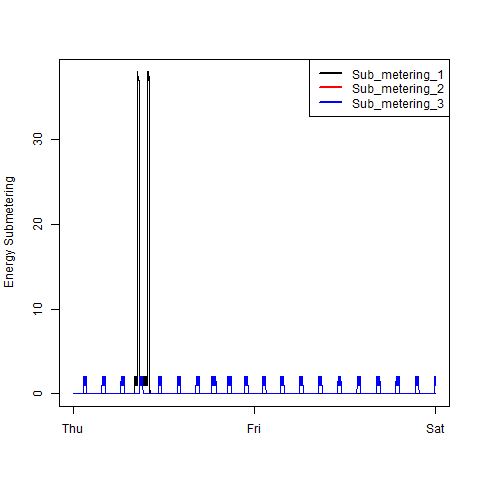 Sub_metering_1
Sub_metering_2
Sub_metering_3
Energy Submetering
30
20
10
0
Thu Fri Sat